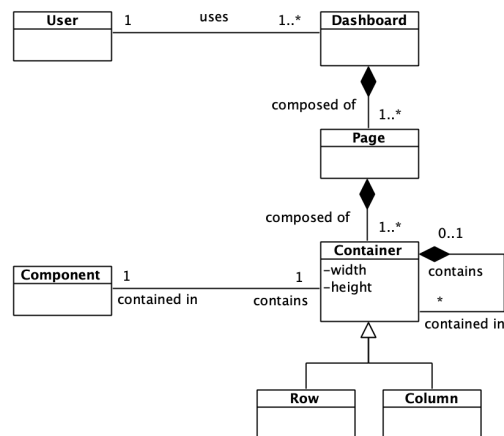 User
1
uses
1..*
Dashboard
composed of
1..*
Page
composed of
1..*
0..1
Container
-width
-height
contains
*
contained in
Component
1
contained in
1
contains
Row
Column